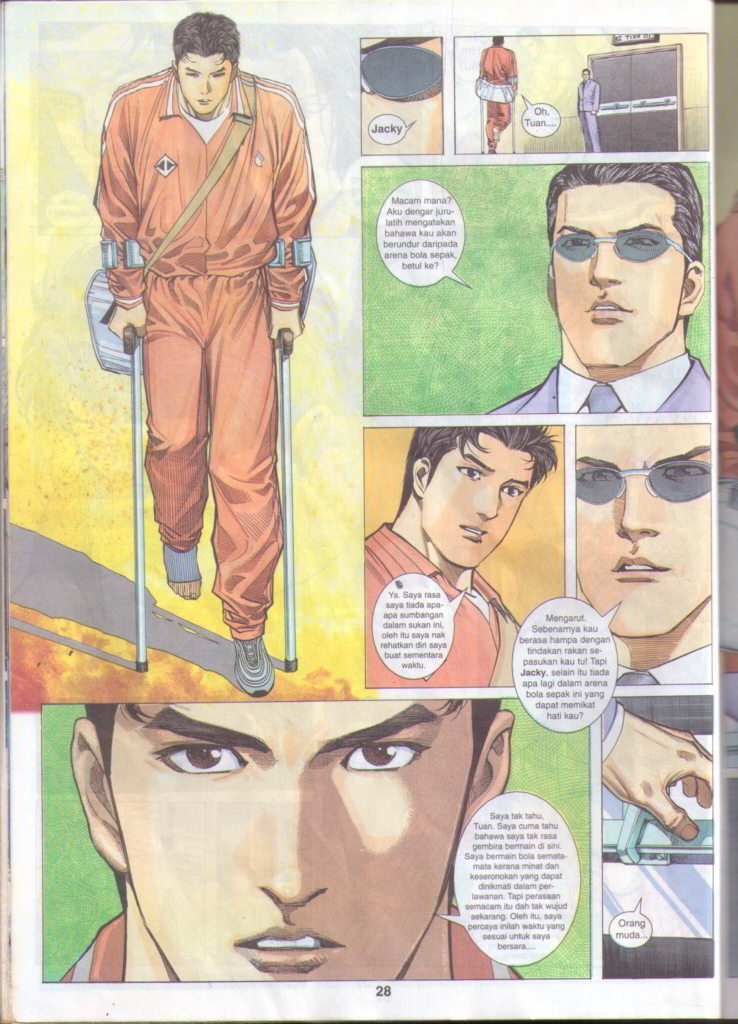 Jacky
Oh,
Tuan....
Macam mana?
Aku dengar juru-
latih mengatakan
bahawa kau akan
berundur daripada
arena bola sepak,
betul ke?
Ya. Saya rasa
saya tiada apa-
apa sumbangan
dalam sukan ini,
oleh itu saya nak
rehatkan diri saya
buat sementara
waktu.
Mengarut.
Sebenarnya kau
berasa hampa dengan
tindakan rakan se-
pasukan kau tu! Tapi
Jacky, selain itu tiada
apa lagi dalam arena
bola sepak ini yang
dapat memikat
hati kau?
Saya tak tahu,
Tuan. Saya cuma tahu
bahawa saya tak rasa
gembira bermain di sini.
Saya bermain bola semata-
mata kerana minat dan
keseronokan yang dapat
dinikmati dalam per-
lawanan. Tapi perasaan
semacam itu dah tak wujud
sekarang. Oleh itu, saya
percaya inilah waktu yang
sesuai untuk saya
bersara....
Orang
muda...
28